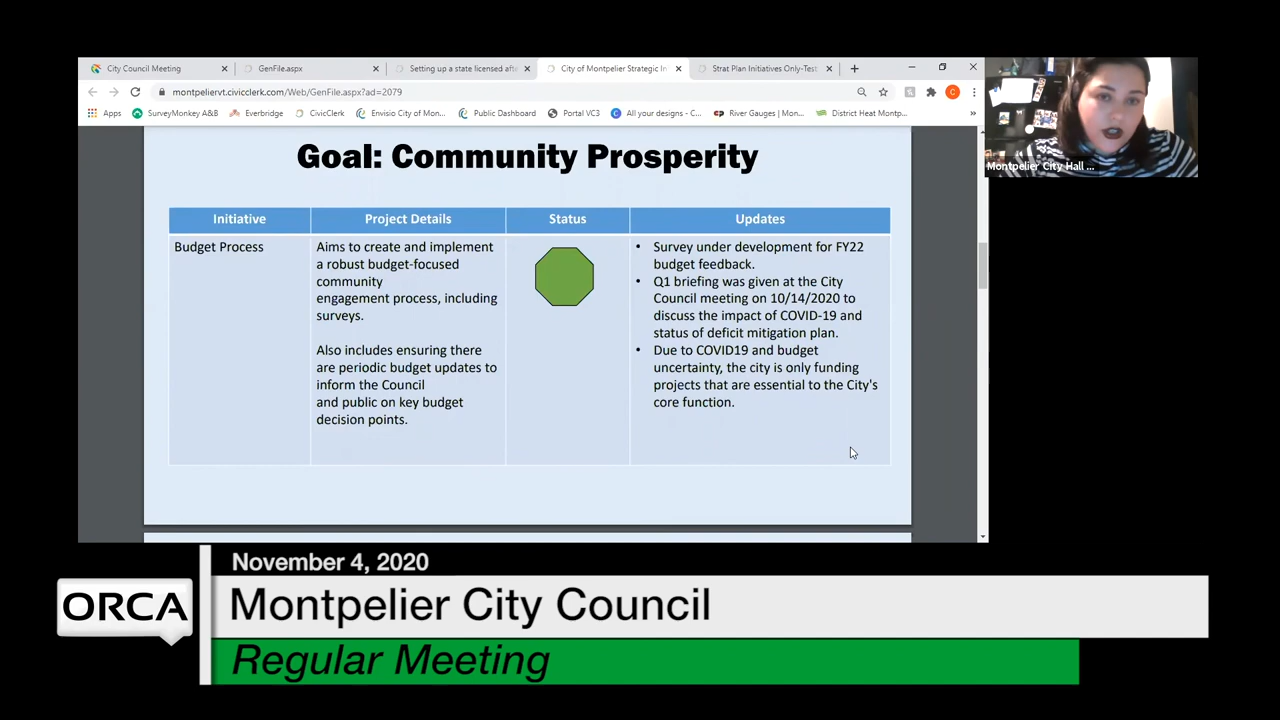 City Council Meeting
GenFile.aspx
Setting up a state licensed afte
City of Montpelier Strategic In
Strat Plan Initiatives Only-Test
montpeliervt.civicclerk.com/Web/GenFile.aspx?ad=2079
C
Apps
SurveyMonkey A&B
Everbridge
CivicCler
Envisio City of Mon...
Public Dashboard
Portal VC3
All your designs - C...
River Gauges | Mon...
District Heat Montp...
»
Montpelier City Hall ...
Goal: Community Prosperity
Initiative
Project Details
Status
Updates
Budget Process
Aims to create and implement
a robust budget-focused
community
engagement process, including
surveys.
Also includes ensuring there
are periodic budget updates to
inform the Council
and public on key budget
decision points.
• Survey under development for FY22
budget feedback.
• Q1 briefing was given at the City
Council meeting on 10/14/2020 to
discuss the impact of COVID-19 and
status of deficit mitigation plan.
• Due to COVID19 and budget
uncertainty, the city is only funding
projects that are essential to the City's
core function.
November 4, 2020
ORCA
Montpelier City Council
Regular Meeting